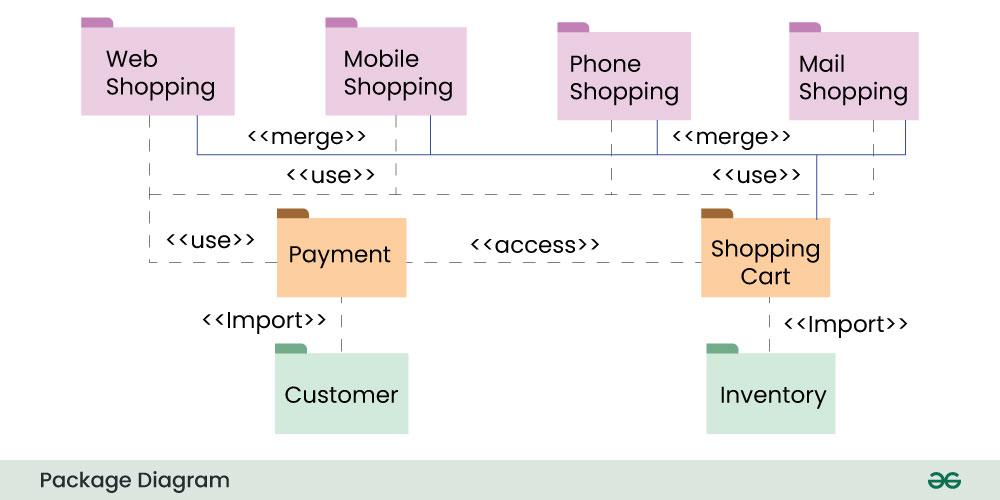 Web
Shopping
Mobile
Shopping
Phone
Shopping
Mail
Shopping
<<merge>>
<<merge>>
<<use>>
<<use>>
<<use>>
Payment
<<access>>
Shopping
Cart
<<Import>>
<<Import>>
Customer
Inventory
Package Diagram